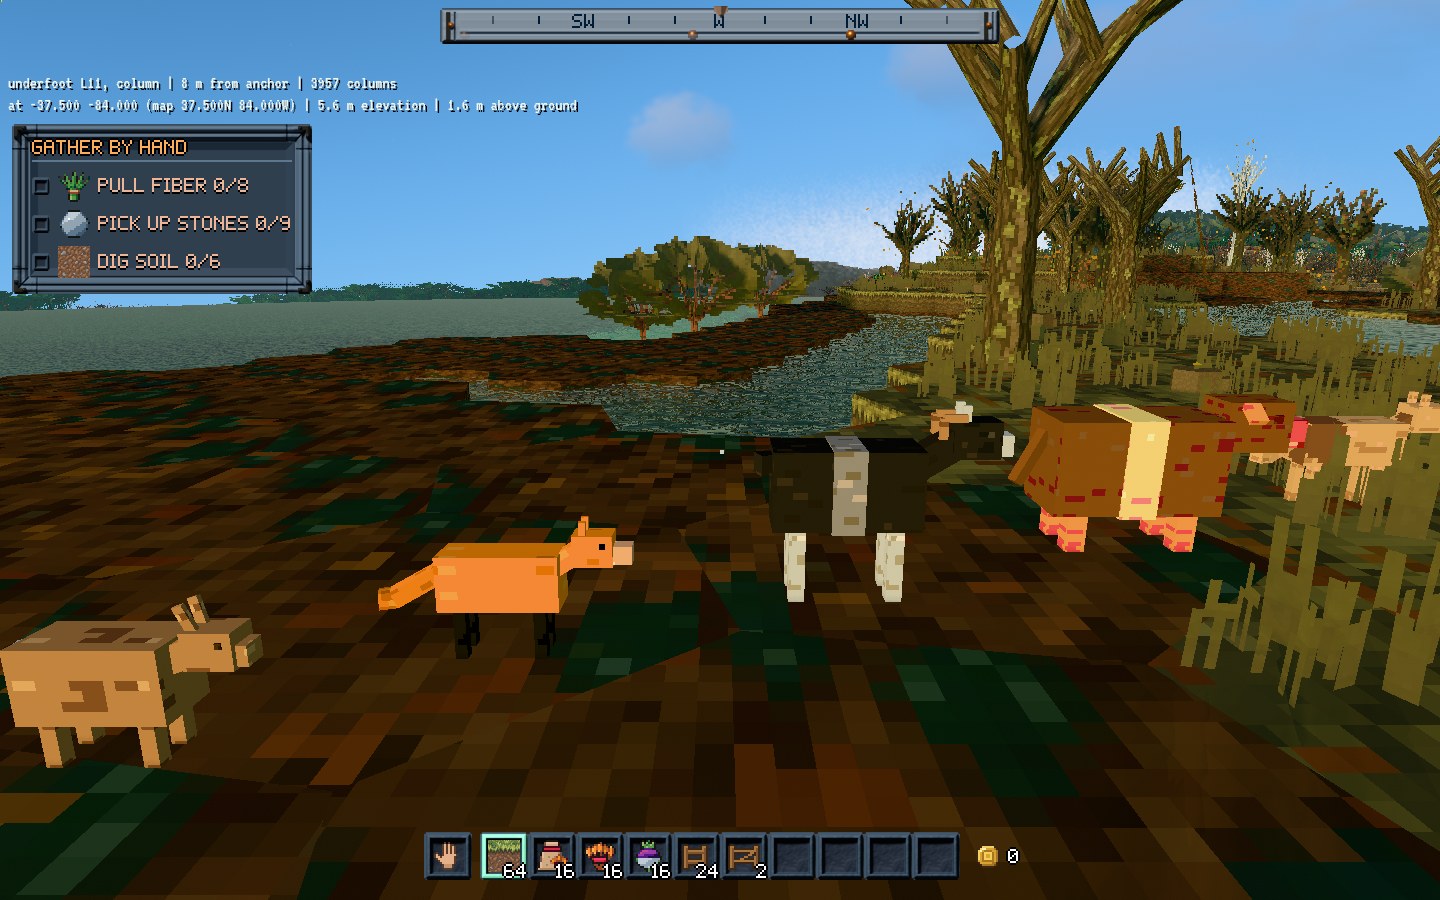 SW W NW
underfoot L11, column | 8 m from anchor | 3957 columns
at -37.500 -84.000 (map 37.500N 84.000W) | 5.6 m elevation | 1.6 m above ground
GATHER BY HAND
PULL FIBER 0/8
PICK UP STONES 0/9
DIG SOIL 0/6
64 16 16 16 24 2 0